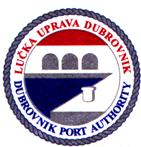 LUČKA UPRAVA DUBROVNIK
DUBROVNIK PORT AUTHORITY